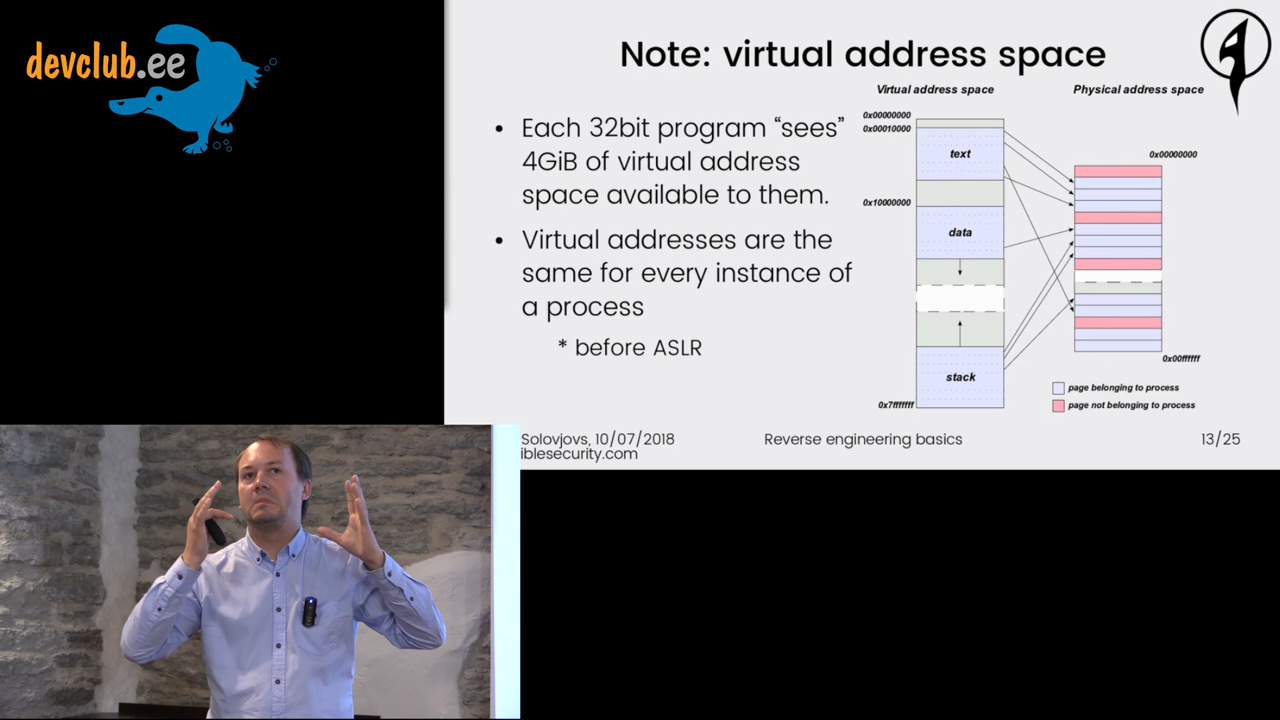 devclub.ee
Note: virtual address space
Virtual address space
Physical address space
• Each 32bit program “sees”
4GiB of virtual address
space available to them.
• Virtual addresses are the
same for every instance of
a process
* before ASLR
0x00000000
0x00010000
text
0x10000000
data
stack
0x7fffffff
0x00000000
0x00ffffff
page belonging to process
page not belonging to process
Solovjovs, 10/07/2018
iblesecurity.com
Reverse engineering basics
13/25